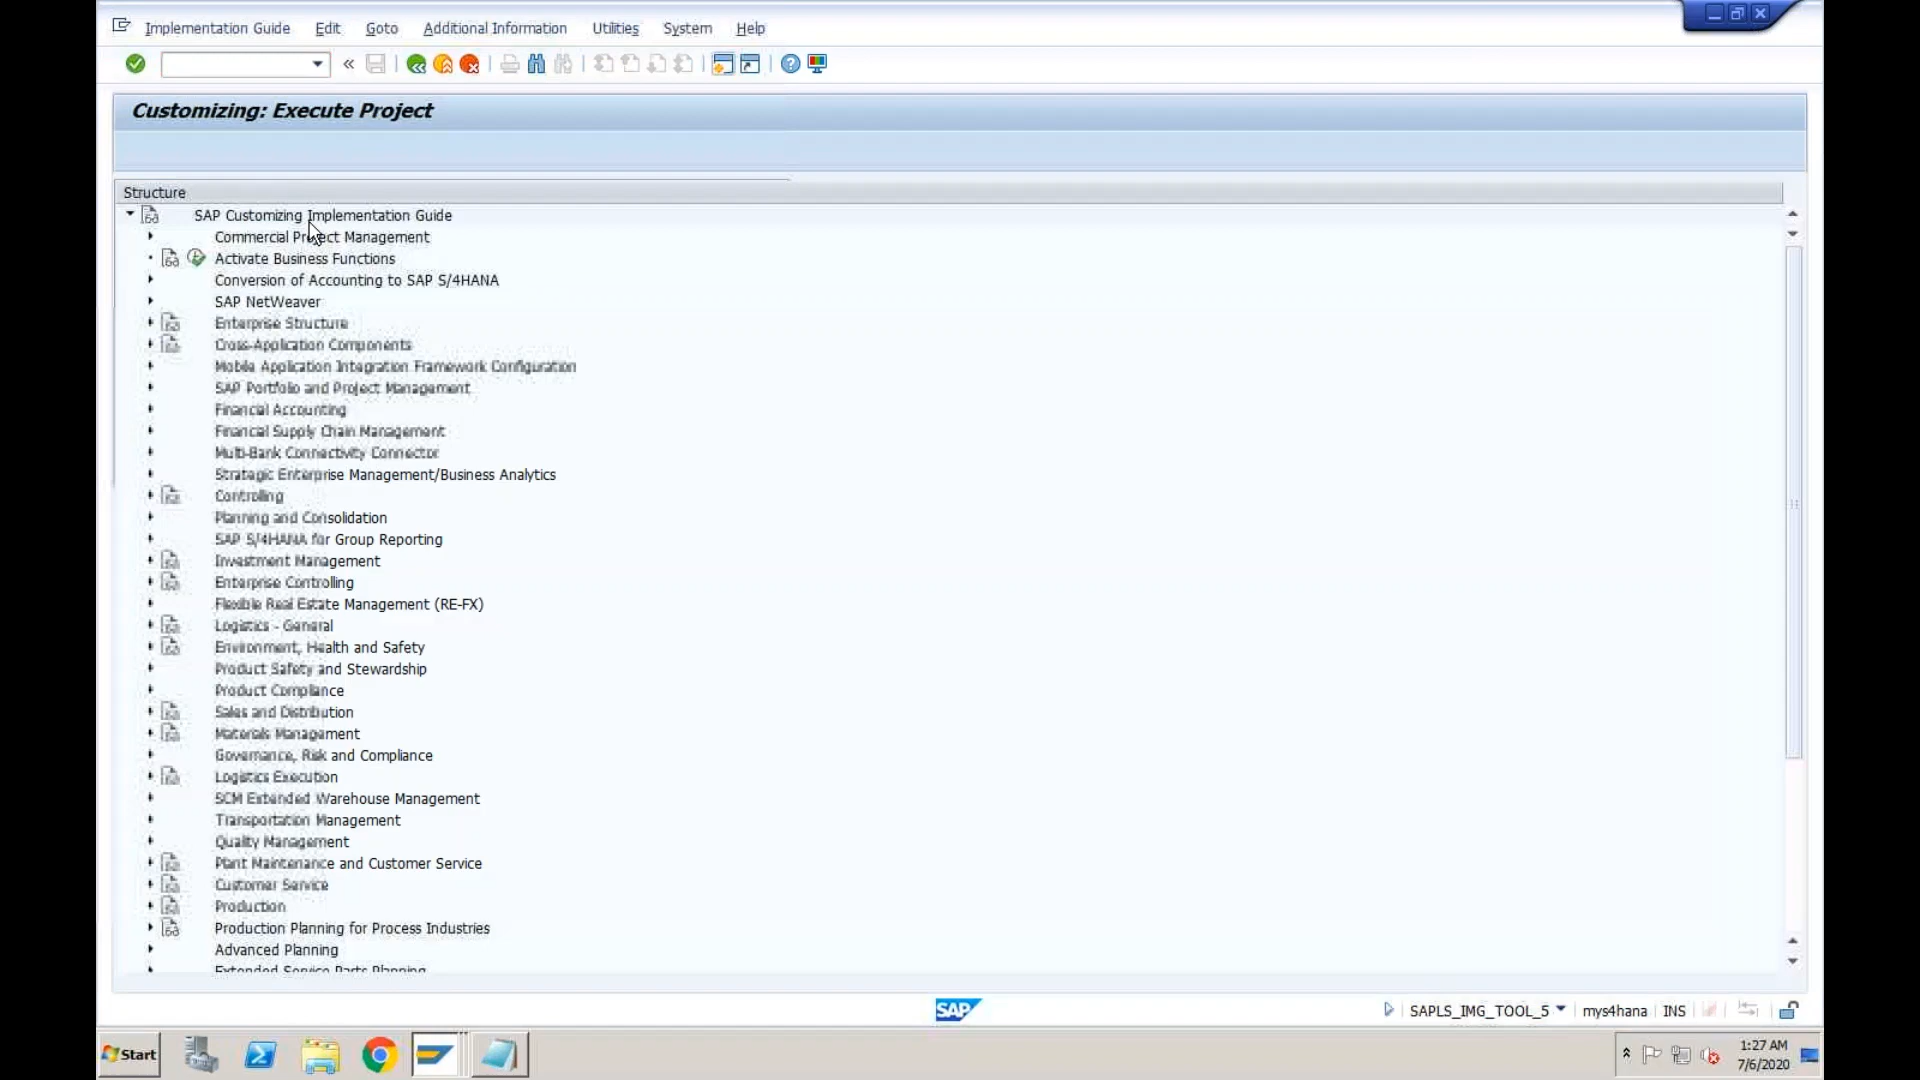 Implementation Guide Edit Goto Additional Information Utilities System Help
Customizing: Execute Project
Structure
SAP Customizing Implementation Guide
Commercial Project Management
Activate Business Functions
Conversion of Accounting to SAP S/4HANA
SAP NetWeaver
Enterprise Structure
Cross-Application Components
Mobile Application Integration Framework Configuration
SAP Portfolio and Project Management
Financial Accounting
Financial Supply Chain Management
Multi-Bank Connectivity Connector
Strategic Enterprise Management/Business Analytics
Controlling
Planning and Consolidation
SAP S/4HANA for Group Reporting
Investment Management
Enterprise Controlling
Flexible Real Estate Management (RE-FX)
Logistics - General
Environment, Health and Safety
Product Safety and Stewardship
Product Compliance
Sales and Distribution
Materials Management
Governance, Risk and Compliance
Logistics Execution
SCM Extended Warehouse Management
Transportation Management
Quality Management
Plant Maintenance and Customer Service
Customer Service
Production
Production Planning for Process Industries
Advanced Planning
Extended Service Parts Planning
SAP SAPLS_IMG_TOOL_5 mys4hana INS
Start 1:27 AM
7/6/2020